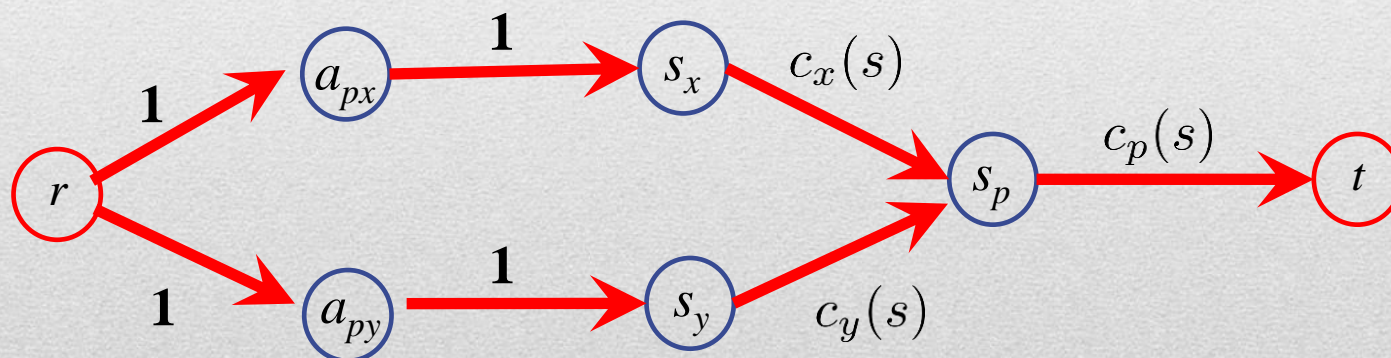 1
a_px
s_x
c_x(s)
1
c_p(s)
r
s_p
t
1
1
a_py
s_y
c_y(s)